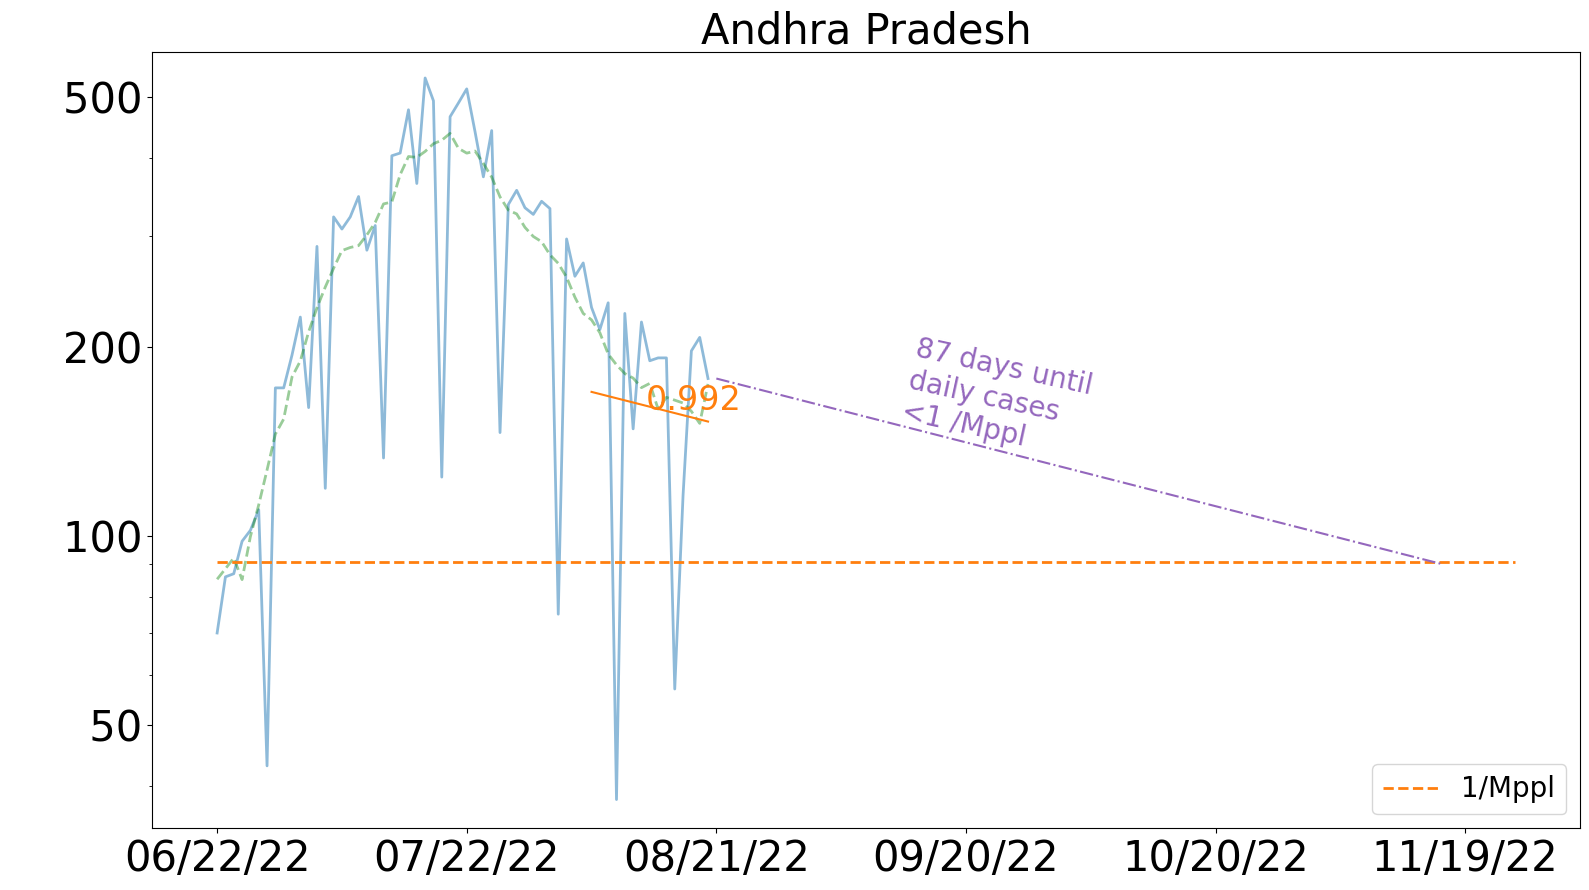 Andhra Pradesh
500
200
100
50
0.992
87 days until
daily cases
<1 /Mppl
1/Mppl
06/22/22 07/22/22 08/21/22 09/20/22 10/20/22 11/19/22